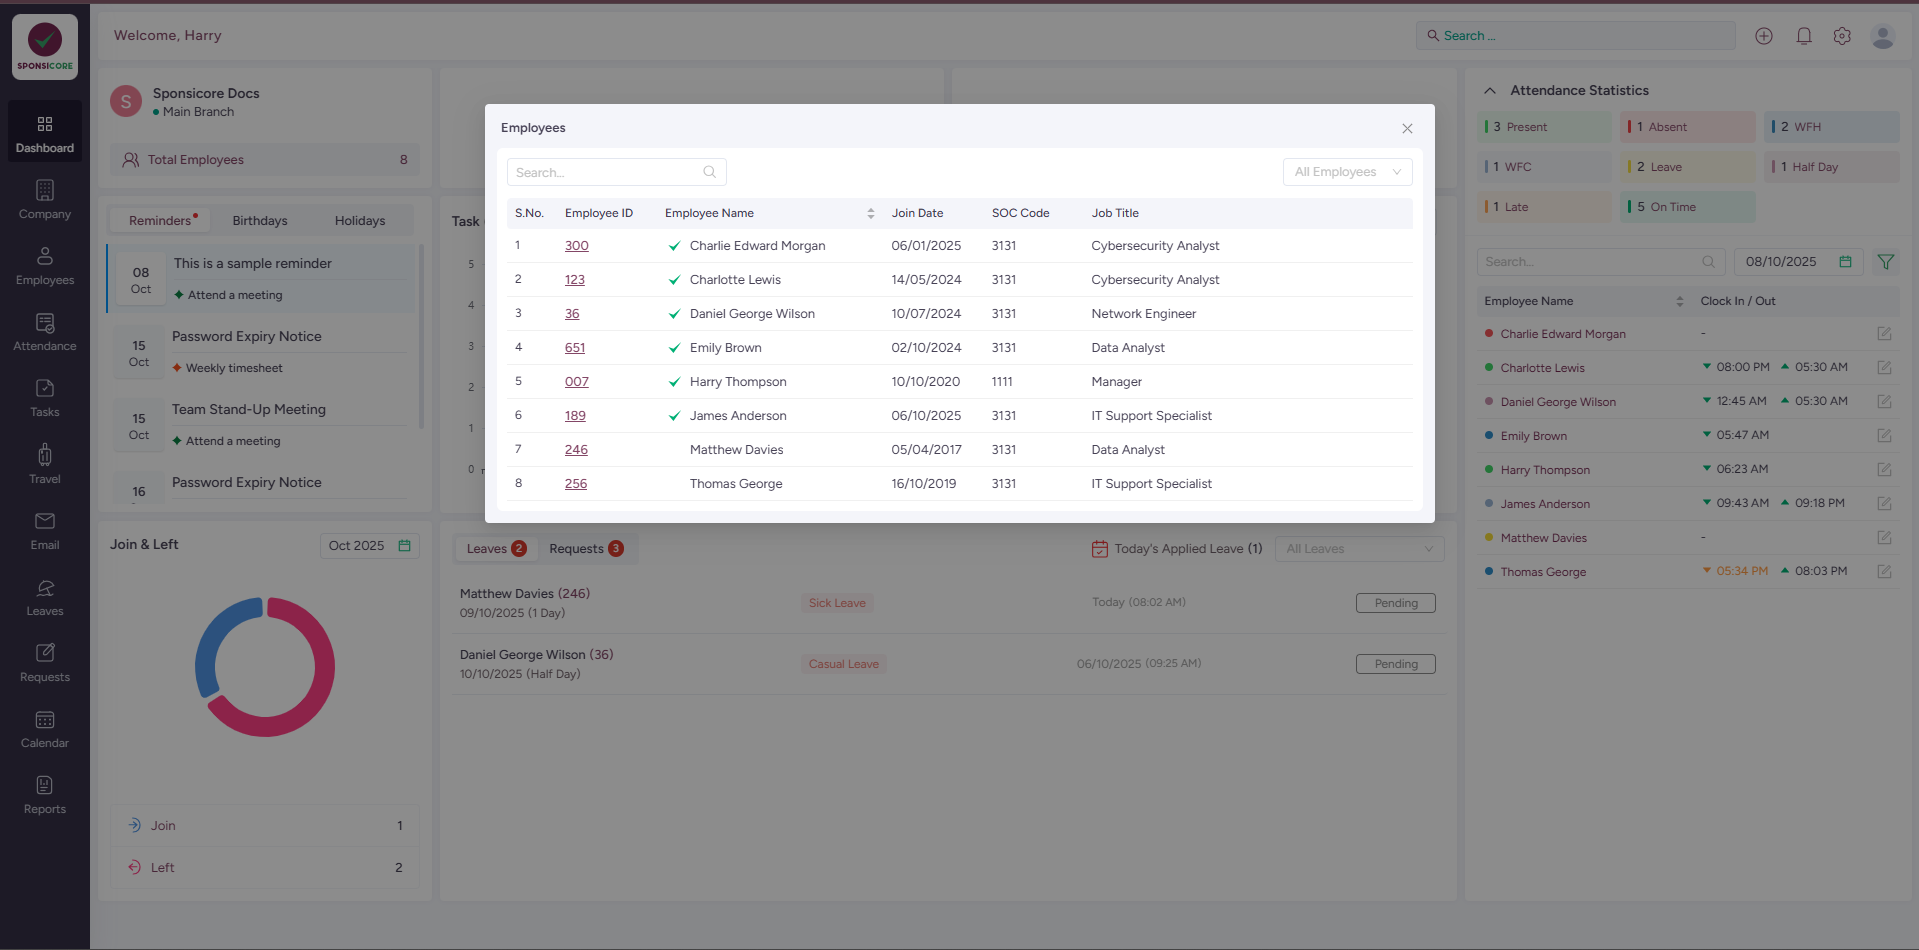 SPONSICORE
Dashboard
Company
Employees
Attendance
Tasks
Travel
Email
Leaves
Requests
Calendar
Reports
Welcome, Harry
Search ...
S
Sponsicore Docs
Main Branch
Total Employees 8
Reminders Birthdays Holidays
08 Oct This is a sample reminder
Attend a meeting
15 Oct Password Expiry Notice
Weekly timesheet
15 Oct Team Stand-Up Meeting
Attend a meeting
16 Password Expiry Notice
Task
5
4
3
2
1
0
Employees
Search...
All Employees
S.No. Employee ID Employee Name Join Date SOC Code Job Title
1 300 Charlie Edward Morgan 06/01/2025 3131 Cybersecurity Analyst
2 123 Charlotte Lewis 14/05/2024 3131 Cybersecurity Analyst
3 36 Daniel George Wilson 10/07/2024 3131 Network Engineer
4 651 Emily Brown 02/10/2024 3131 Data Analyst
5 007 Harry Thompson 10/10/2020 1111 Manager
6 189 James Anderson 06/10/2025 3131 IT Support Specialist
7 246 Matthew Davies 05/04/2017 3131 Data Analyst
8 256 Thomas George 16/10/2019 3131 IT Support Specialist
Join & Left Oct 2025
Join 1
Left 2
Leaves 2 Requests 3
Today's Applied Leave (1) All Leaves
Matthew Davies (246)
09/10/2025 (1 Day)
Sick Leave
Today (08:02 AM)
Pending
Daniel George Wilson (36)
10/10/2025 (Half Day)
Casual Leave
06/10/2025 (09:25 AM)
Pending
Attendance Statistics
3 Present 1 Absent 2 WFH
1 WFC 2 Leave 1 Half Day
1 Late 5 On Time
Search... 08/10/2025
Employee Name Clock In / Out
Charlie Edward Morgan -
Charlotte Lewis 08:00 PM 05:30 AM
Daniel George Wilson 12:45 AM 05:30 AM
Emily Brown 05:47 AM
Harry Thompson 06:23 AM
James Anderson 09:43 AM 09:18 PM
Matthew Davies -
Thomas George 05:34 PM 08:03 PM